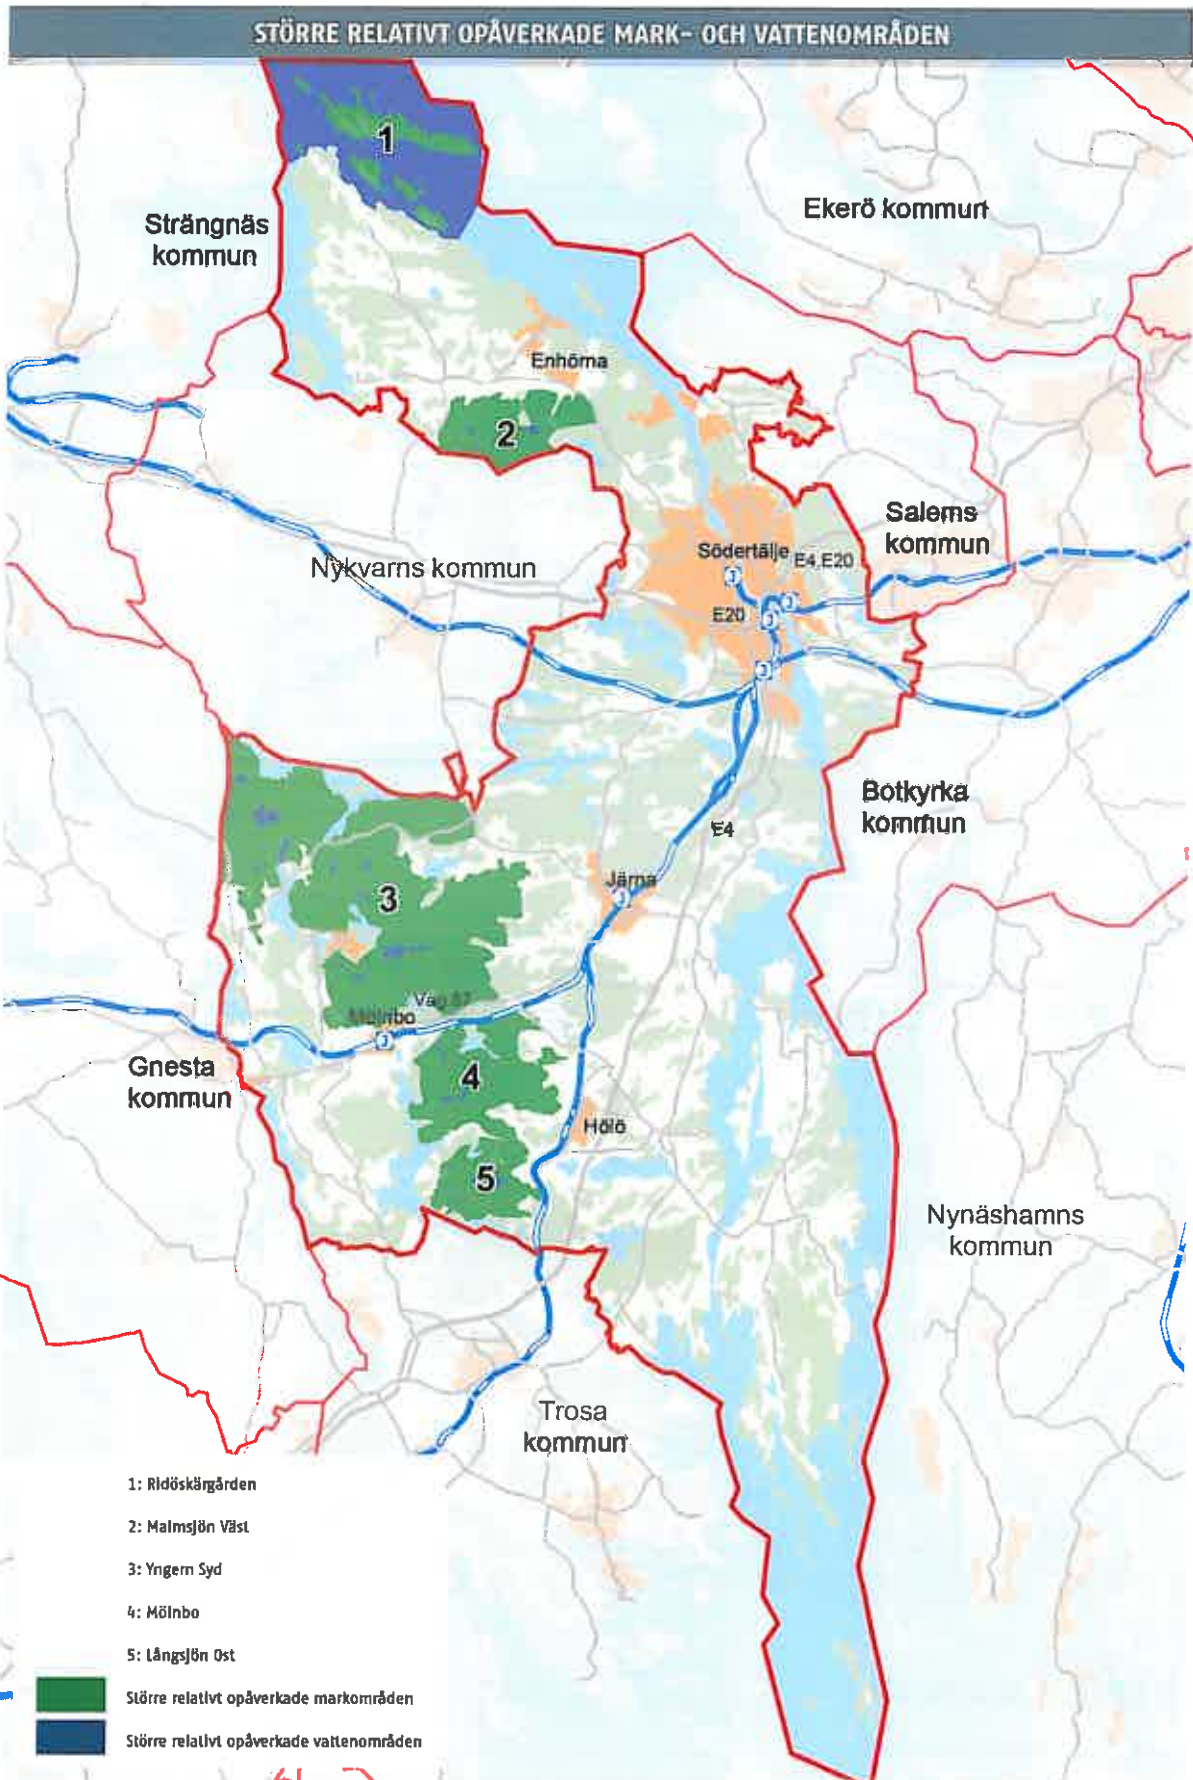 STÖRRE RELATIVT OPÅVERKADE MARK- OCH VATTENOMRÅDEN
1
Ekerö kommun
Strängnäs
kommun
Enhörna
2
Salems
kommun
Södertälje
E4,E20
Nykvarns kommun
E20
Botkyrka
kommun
E4
Järna
3
Väg 57
Mölnbo
Gnesta
kommun
4
Hölö
5
Nynäshamns
kommun
Trosa
kommun
1: Ridöskärgården
2: Malmsjön Väst
3: Yngern Syd
4: Mölnbo
5: Långsjön Ost
Större relativt opåverkade markområden
Större relativt opåverkade vattenområden